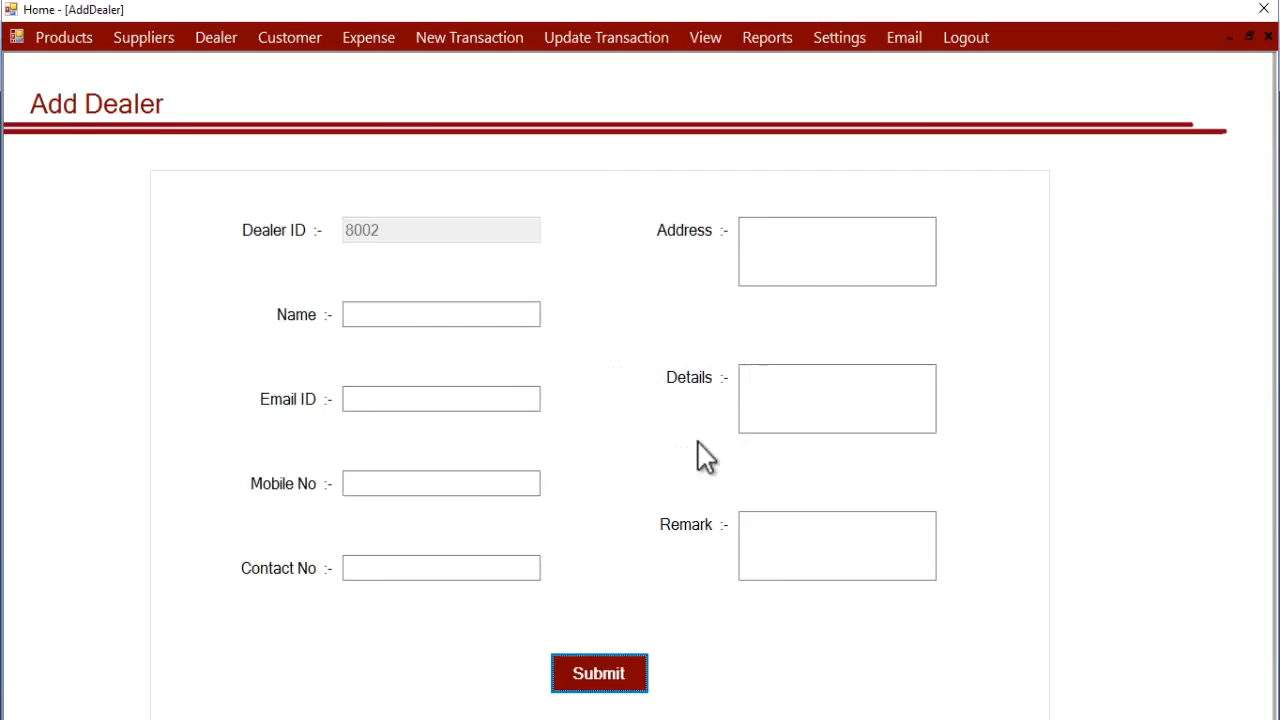 Home - [AddDealer]
Products Suppliers Dealer Customer Expense New Transaction Update Transaction View Reports Settings Email Logout
Add Dealer
Dealer ID :- 8002
Name :-
Email ID :-
Mobile No :-
Contact No :-
Address :-
Details :-
Remark :-
Submit